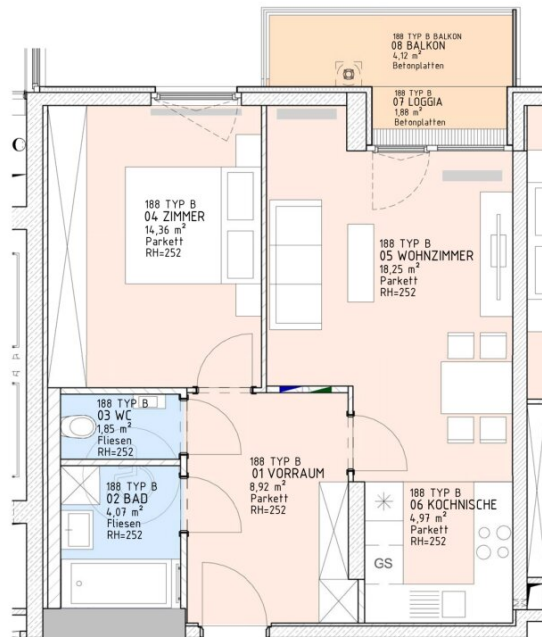 188 TYP B BALKON
08 BALKON
4,12 m²
Betonplatten
188 TYP B
07 LOGGIA
1,88 m²
Betonplatten
188 TYP B
04 ZIMMER
14,36 m²
Parkett
RH=252
188 TYP B
05 WOHNZIMMER
18,25 m²
Parkett
RH=252
188 TYP B
03 WC
1,85 m²
Fliesen
RH=252
188 TYP B
01 VORRAUM
8,92 m²
Parkett
RH=252
188 TYP B
02 BAD
4,07 m²
Fliesen
RH=252
188 TYP B
06 KOCHNISCHE
4,97 m²
Parkett
RH=252
GS